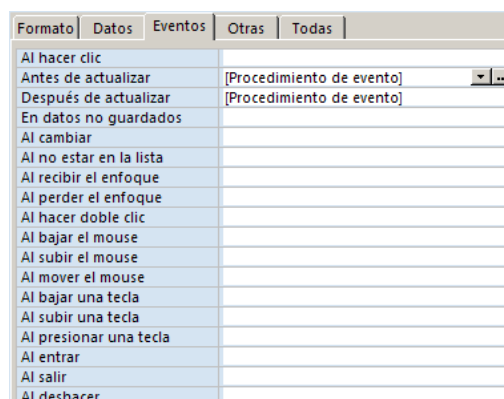 Formato Datos Eventos Otras Todas
Al hacer clic
Antes de actualizar [Procedimiento de evento] ...
Después de actualizar [Procedimiento de evento]
En datos no guardados
Al cambiar
Al no estar en la lista
Al recibir el enfoque
Al perder el enfoque
Al hacer doble clic
Al bajar el mouse
Al subir el mouse
Al mover el mouse
Al bajar una tecla
Al subir una tecla
Al presionar una tecla
Al entrar
Al salir
Al deshacer